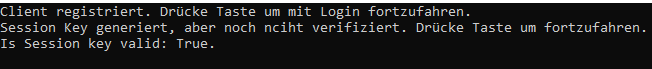 Client registriert. Drücke Taste um mit Login fortzufahren.
Session Key generiert, aber noch nciht verifiziert. Drücke Taste um fortzufahren.
Is Session key valid: True.